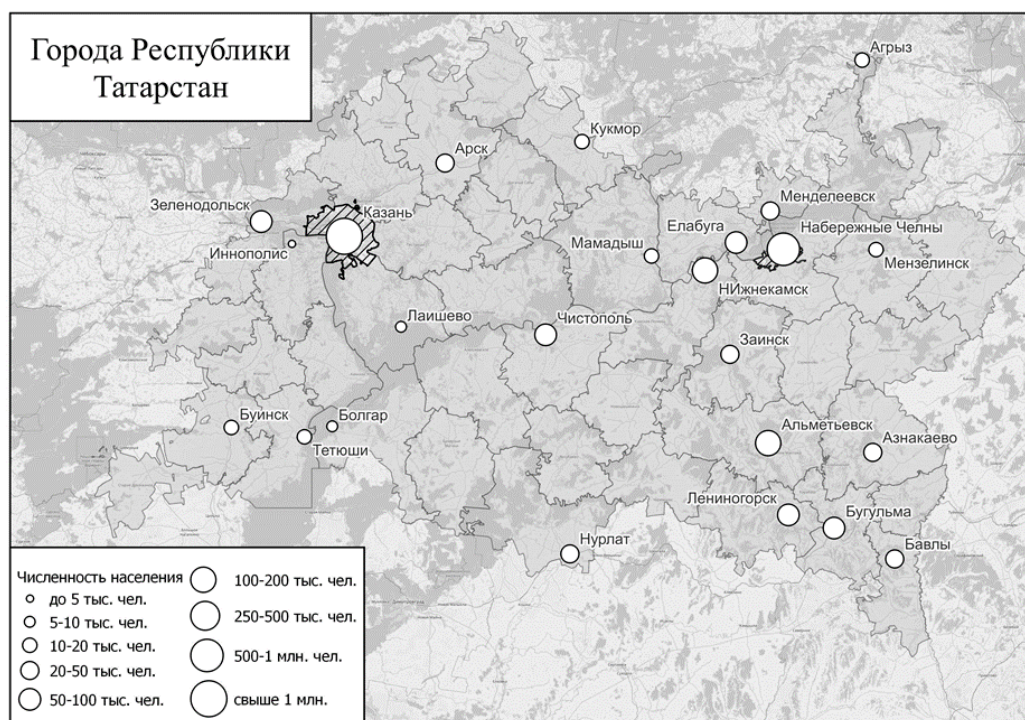 Города Республики
Татарстан
Агрыз
Кукмор
Арск
Менделеевск
Зеленодольск
Казань
Елабуга
Набережные Челны
Иннополис
Мамадыш
Мензелинск
НИжнекамск
Лаишево
Чистополь
Заинск
Буинск
Болгар
Альметьевск
Азнакаево
Тетюши
Лениногорск
Бугульма
Нурлат
Бавлы
Численность населения
до 5 тыс. чел.
5-10 тыс. чел.
10-20 тыс. чел.
20-50 тыс. чел.
50-100 тыс. чел.
100-200 тыс. чел.
250-500 тыс. чел.
500-1 млн. чел.
свыше 1 млн.